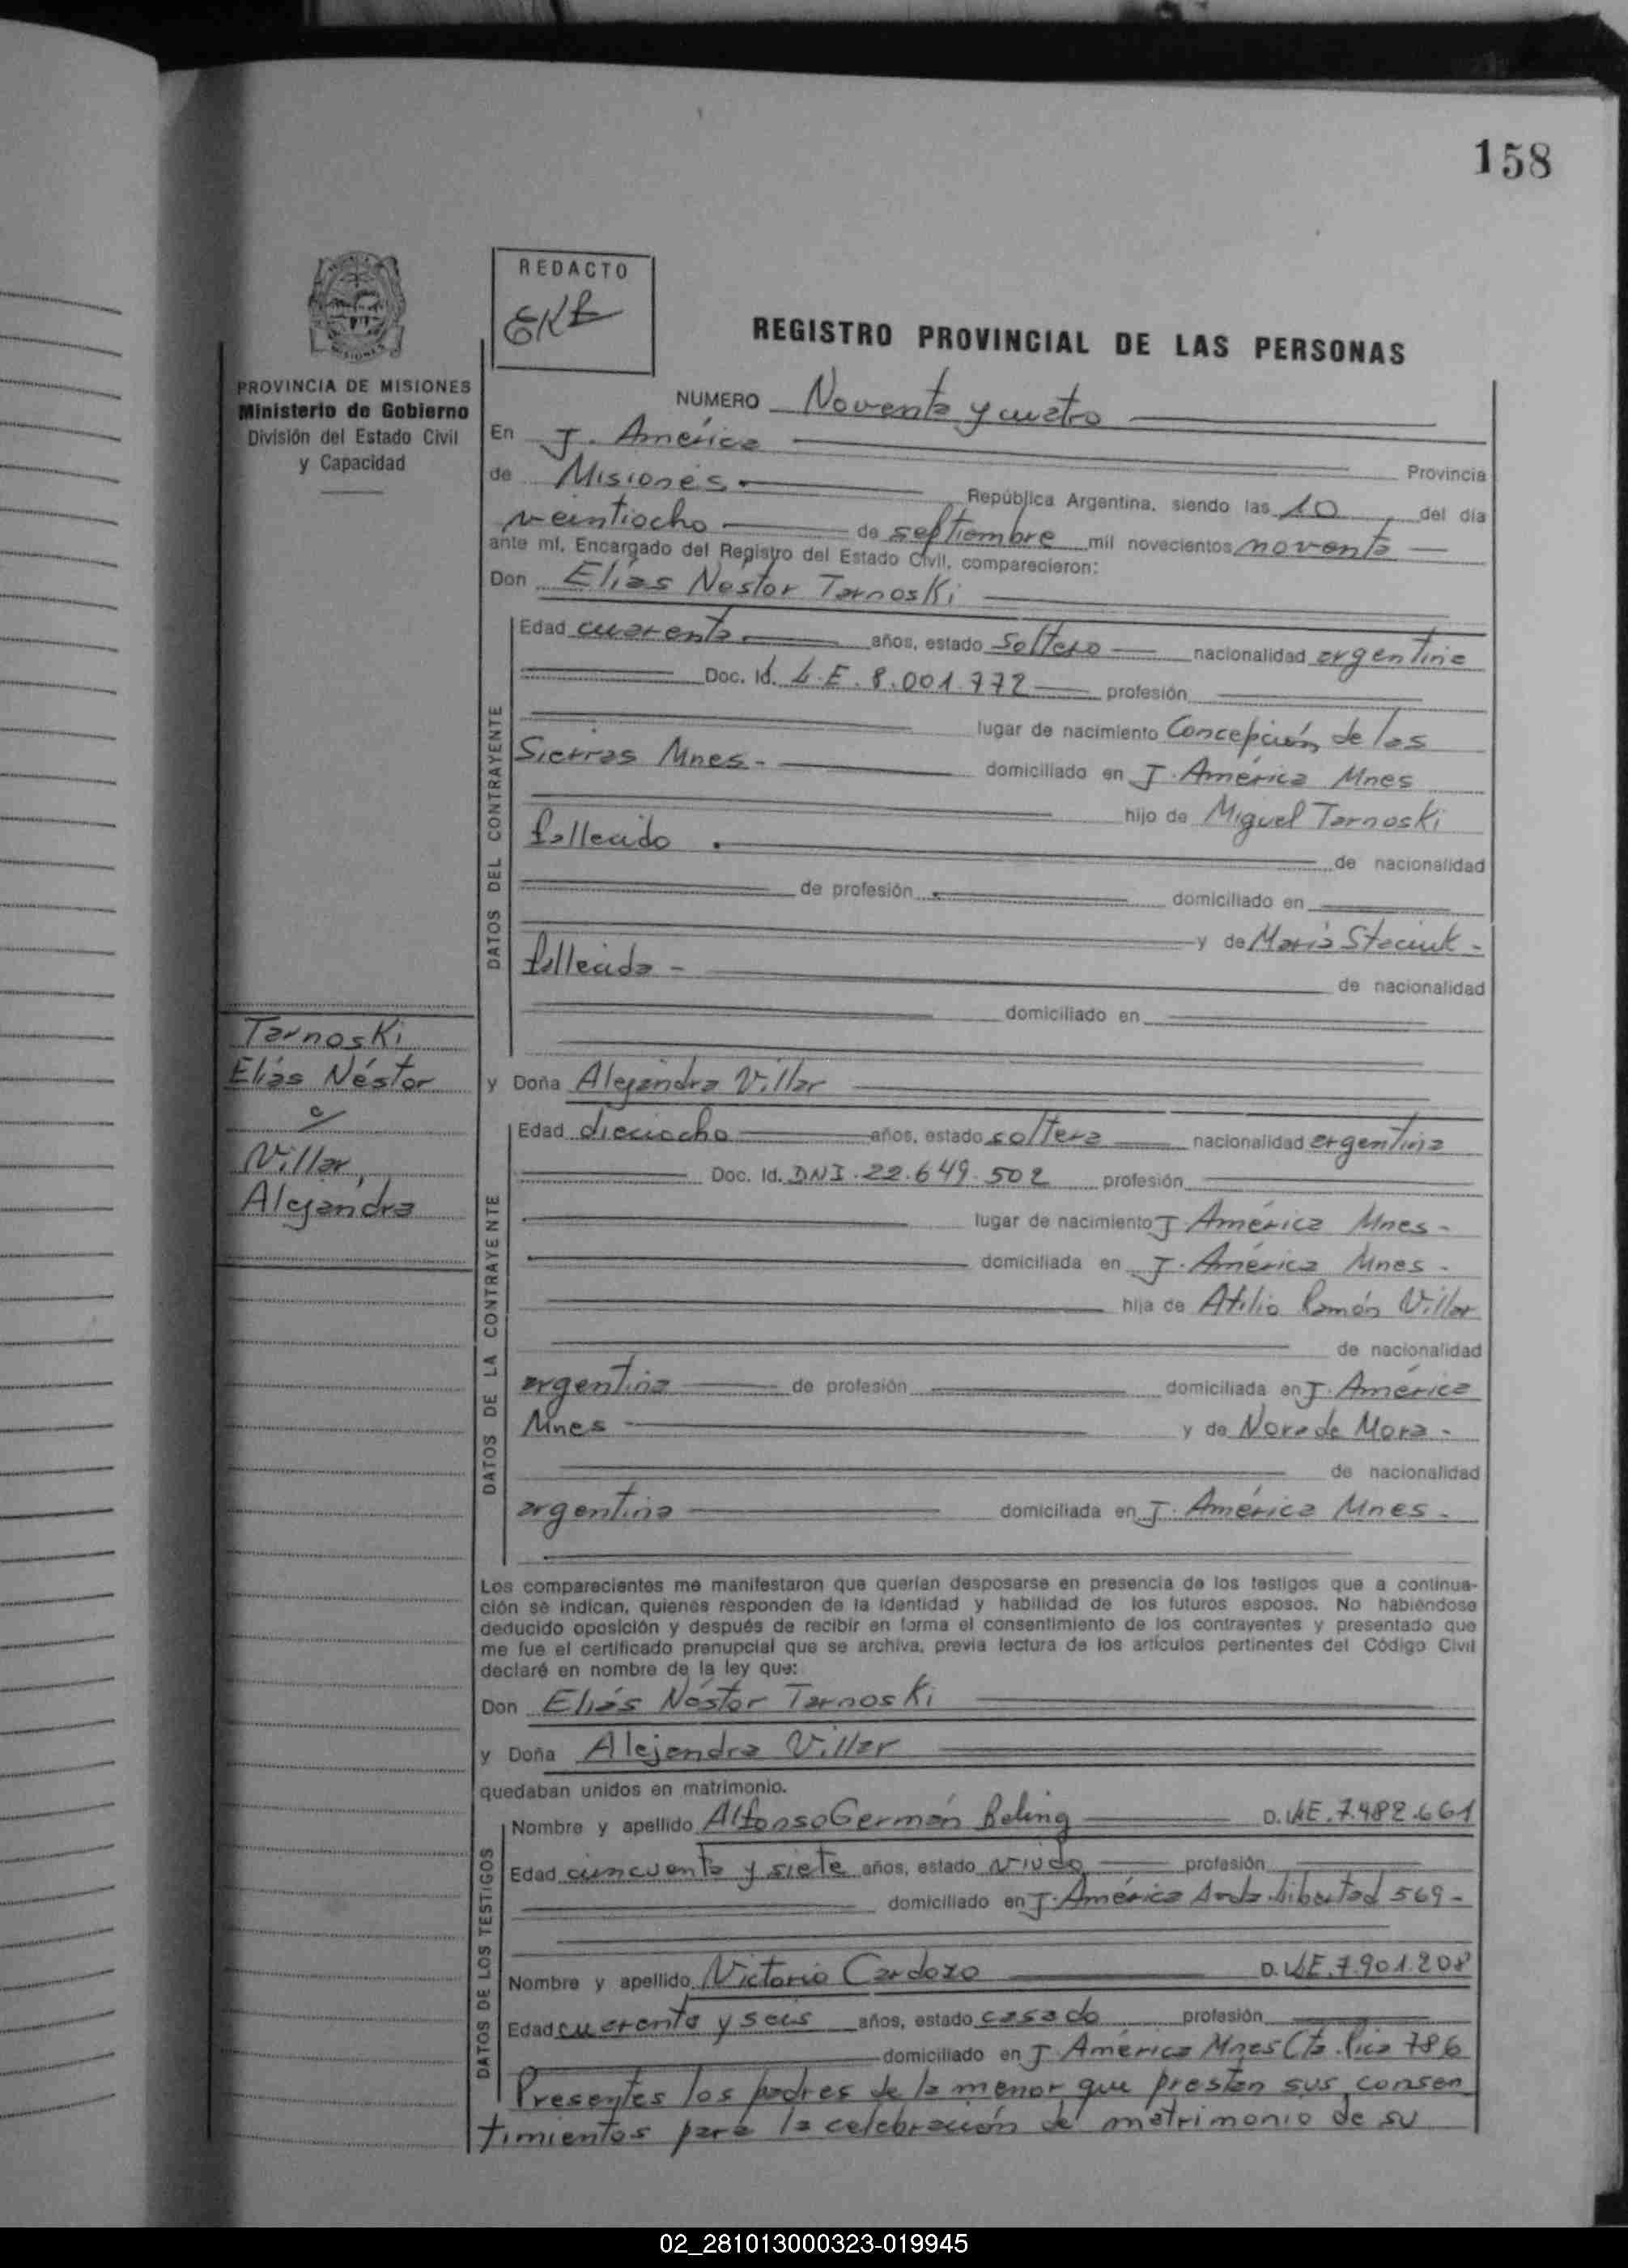 158
REDACTO
MISIONES
REGISTRO PROVINCIAL DE LAS PERSONAS
PROVINCIA DE MISIONES
Ministerio de Gobierno
División del Estado Civil
y Capacidad
NUMERO Noventa y cuatro
En J. América Provincia
de Misiones República Argentina, siendo las 10 del día
veintiocho de septiembre mil novecientos noventa
ante mí, Encargado del Registro del Estado Civil, comparecieron:
Don Elías Néstor Tarnoski
DATOS DEL CONTRAYENTE
Edad cuarenta años, estado soltero nacionalidad argentina
Doc. Id. L.E. 8.001.772 profesión
lugar de nacimiento Concepción de las
Sierras Mnes.- domiciliado en J. América Mnes
hijo de Miguel Tarnoski
fallecido de nacionalidad
de profesión domiciliado en
y de María Steciuk -
fallecida - de nacionalidad
domiciliado en
Tarnoski
Elías Néstor
c/
Villar,
Alejandra
y Doña Alejandra Villar
DATOS DE LA CONTRAYENTE
Edad dieciocho años, estado soltera nacionalidad argentina
Doc. Id. DNI.22.649.502 profesión
lugar de nacimiento J. América Mnes -
domiciliada en J. América Mnes -
hija de Atilio Ramón Villar
de nacionalidad
argentina de profesión domiciliada en J. América
Mnes y de Nora de Mora -
de nacionalidad
argentina domiciliada en J. América Mnes -
Los comparecientes me manifestaron que querían desposarse en presencia de los testigos que a continua-
ción se indican, quienes responden de la identidad y habilidad de los futuros esposos. No habiéndose
deducido oposición y después de recibir en forma el consentimiento de los contrayentes y presentado que
me fue el certificado prenupcial que se archiva, previa lectura de los artículos pertinentes del Código Civil
declaré en nombre de la ley que:
Don Elías Néstor Tarnoski
y Doña Alejandra Villar
quedaban unidos en matrimonio.
DATOS DE LOS TESTIGOS
Nombre y apellido Alfonso Germán Beling D. LE. 7.482.661
Edad cincuenta y siete años, estado viudo profesión
domiciliado en J. América Avda. Libertad 569 -
Nombre y apellido Victorio Cardozo D. LE. 7.901.208
Edad cuarenta y seis años, estado casado profesión
domiciliado en J. América Mnes Cta. Rica 786
Presentes los padres de la menor que presten sus consen
timientos para la celebración de matrimonio de su
02_281013000323-019945